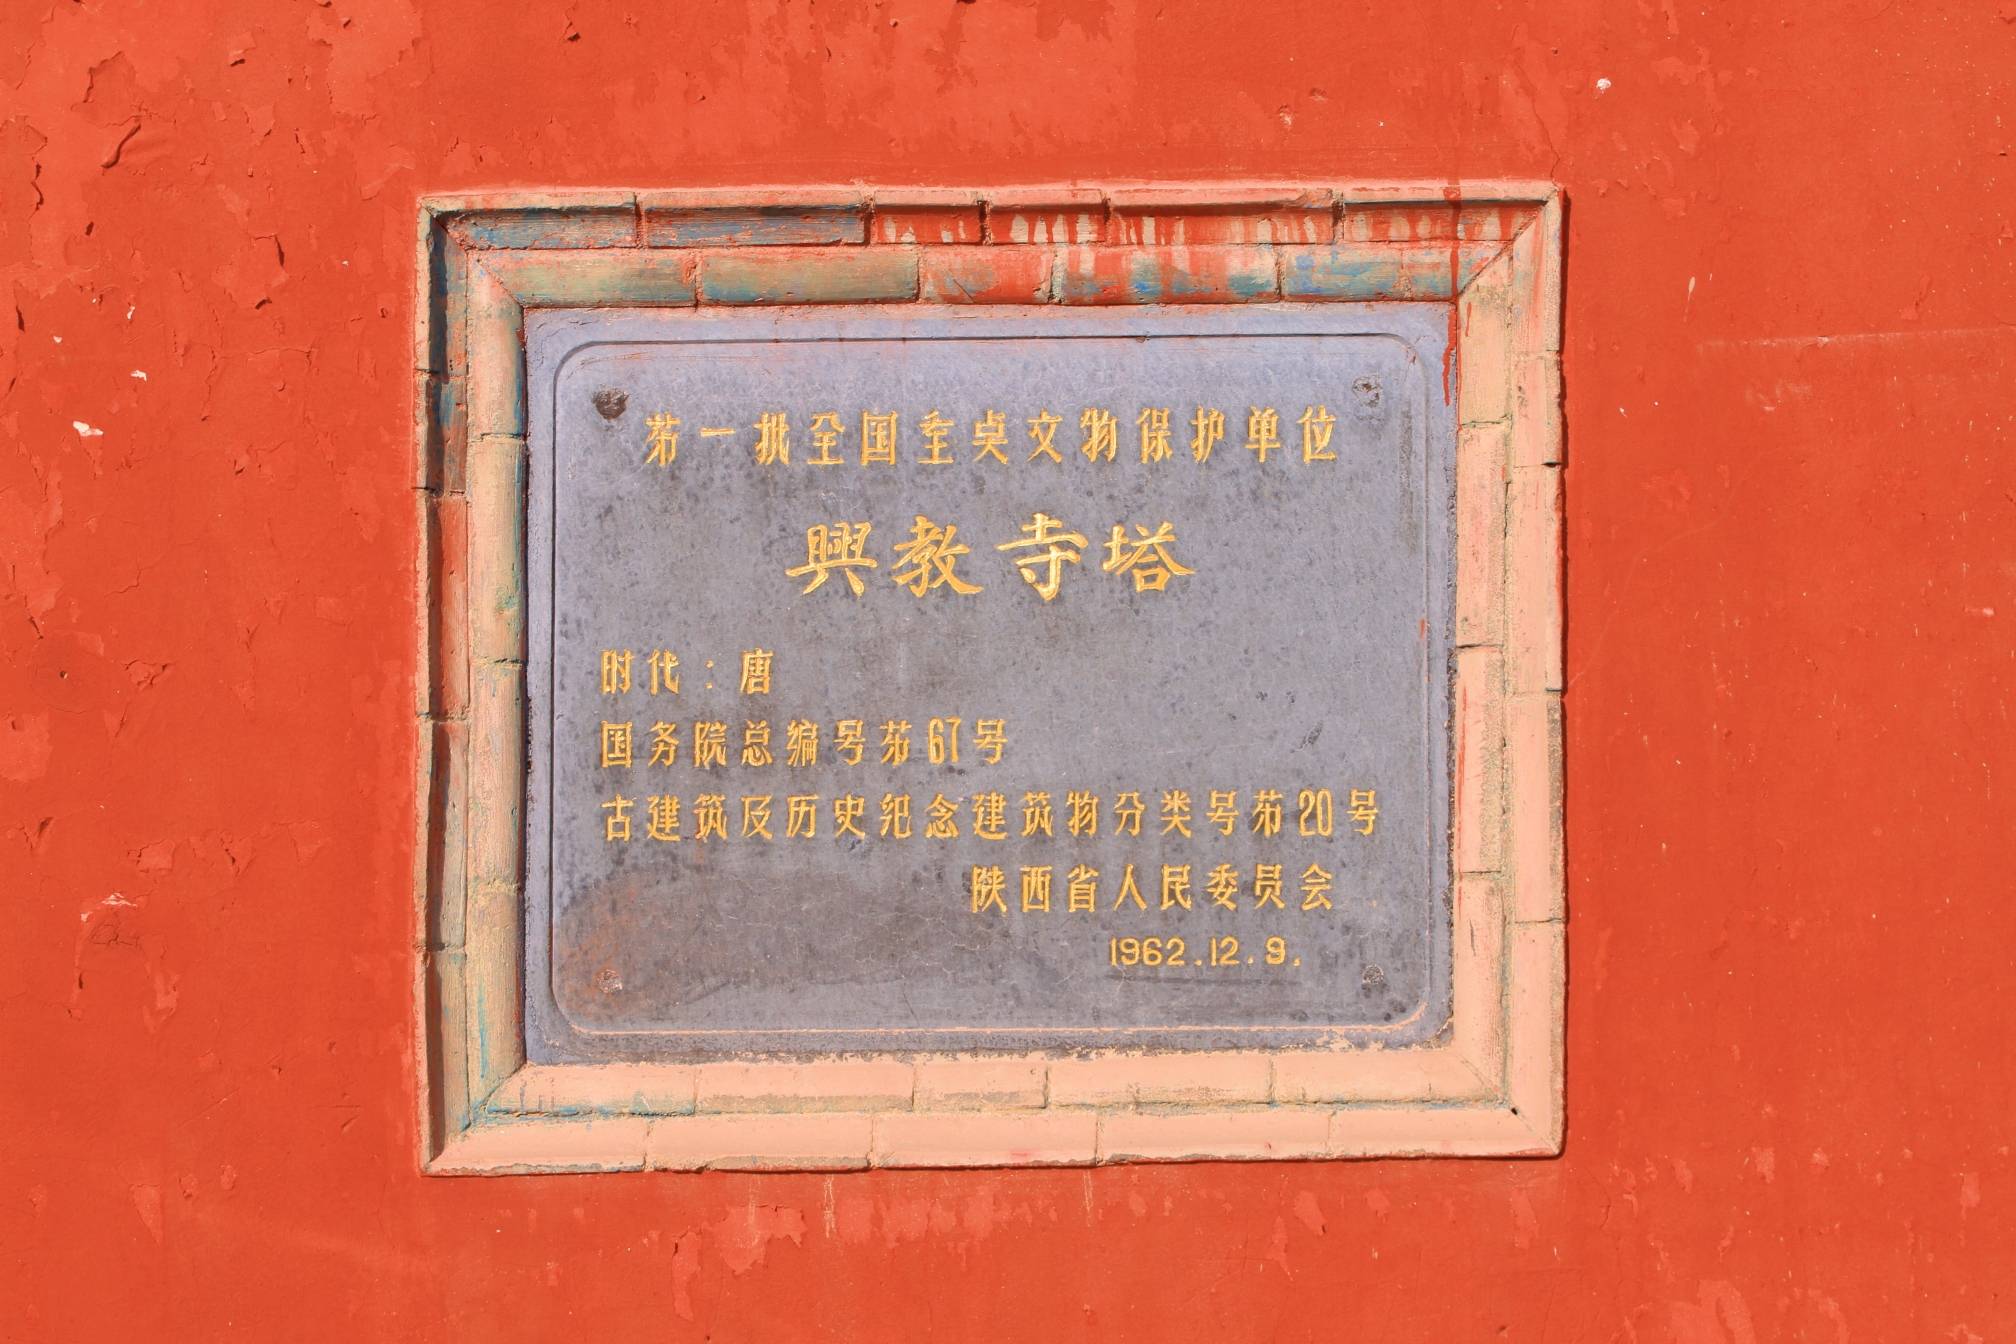 第一批全国重点文物保护单位
興教寺塔
时代：唐
国务院总编号第67号
古建筑及历史纪念建筑物分类号第20号
陕西省人民委员会
1962.12.9.